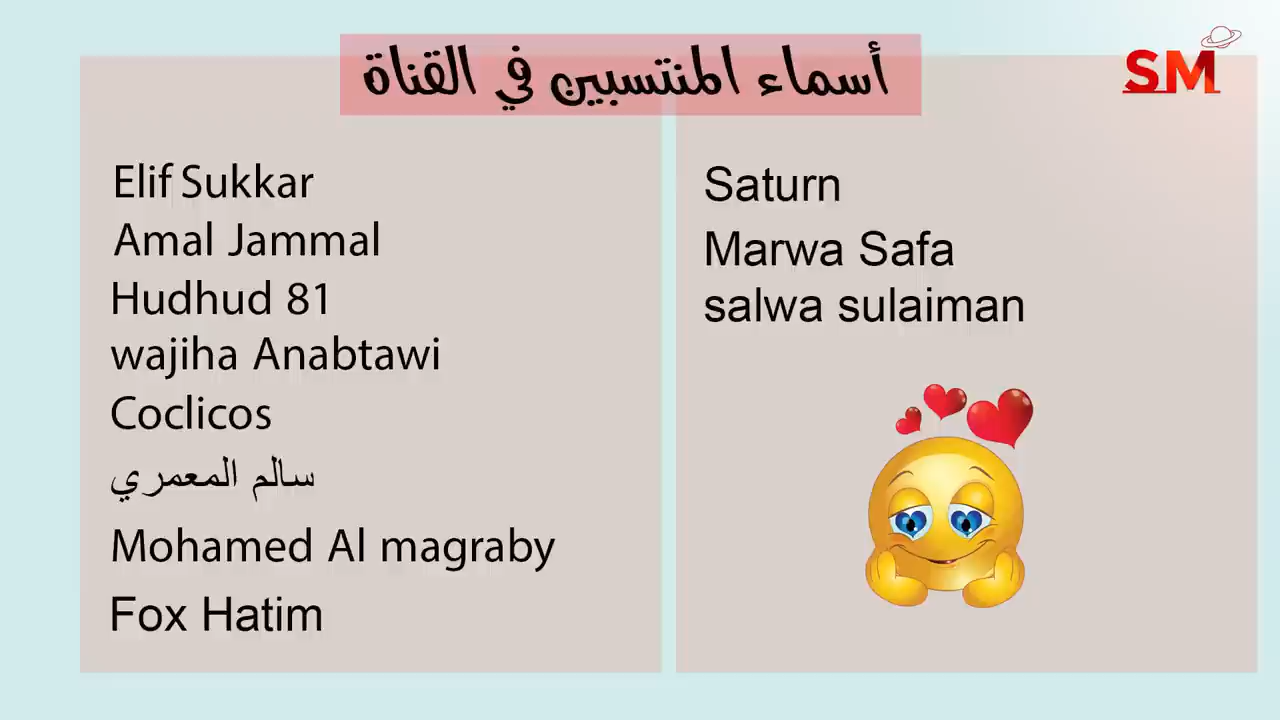 أسماء المنتسبين في القناة
SM
Elif Sukkar
Amal Jammal
Hudhud 81
wajiha Anabtawi
Coclicos
سالم المعمري
Mohamed Al magraby
Fox Hatim
Saturn
Marwa Safa
salwa sulaiman